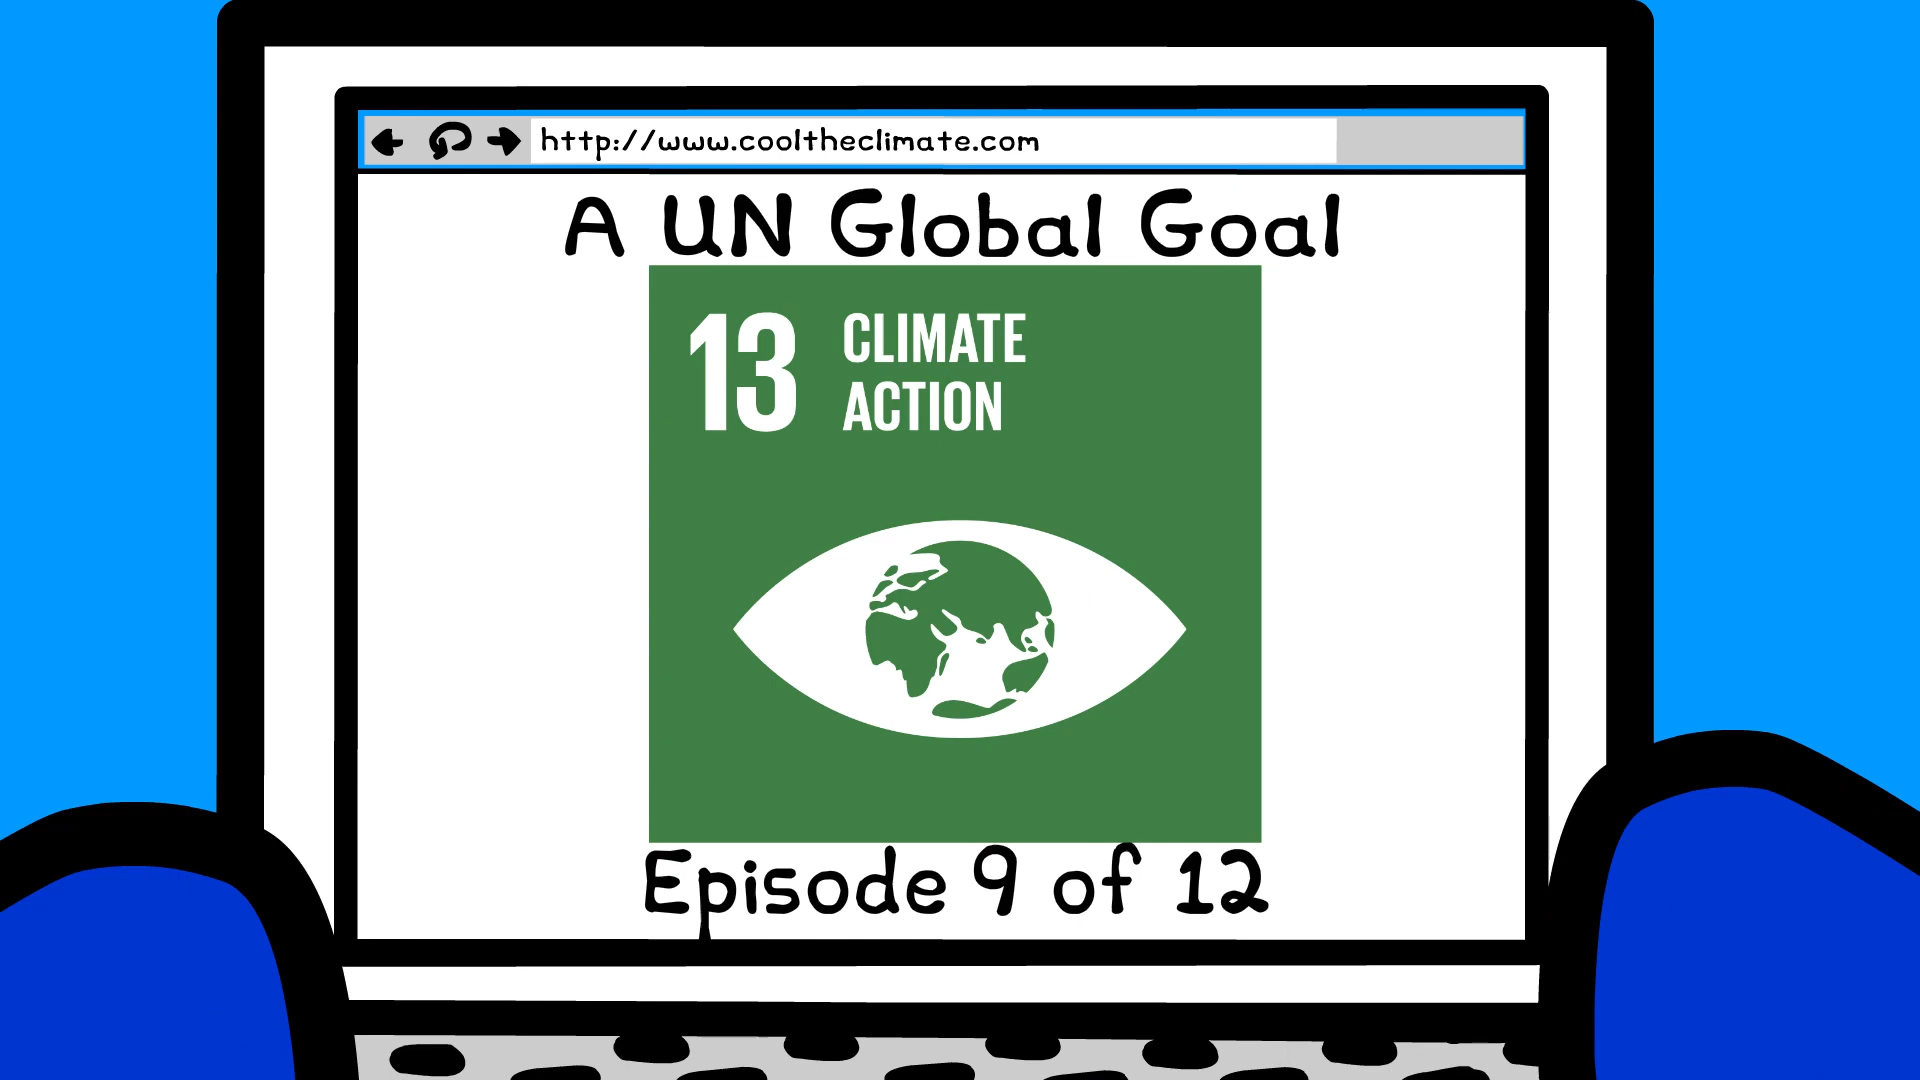 http://www.cooltheclimate.com
A UN Global Goal
13 CLIMATE
ACTION
Episode 9 of 12